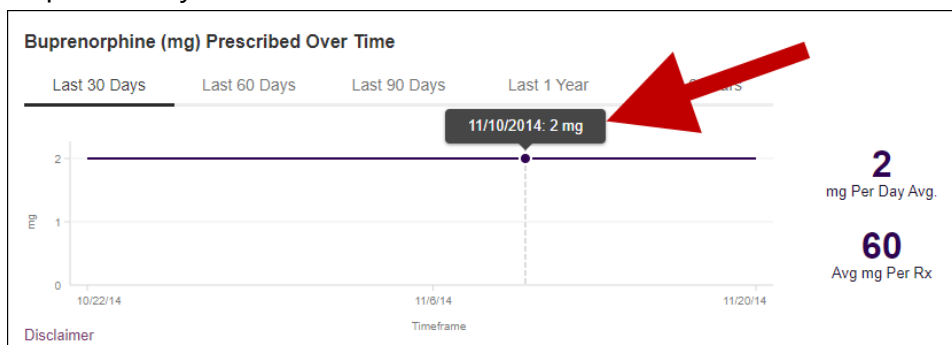 Buprenorphine (mg) Prescribed Over Time
Last 30 Days Last 60 Days Last 90 Days Last 1 Year
11/10/2014: 2 mg
2
1
0
mg
10/22/14 11/6/14 11/20/14
Timeframe
Disclaimer
2
mg Per Day Avg.
60
Avg mg Per Rx